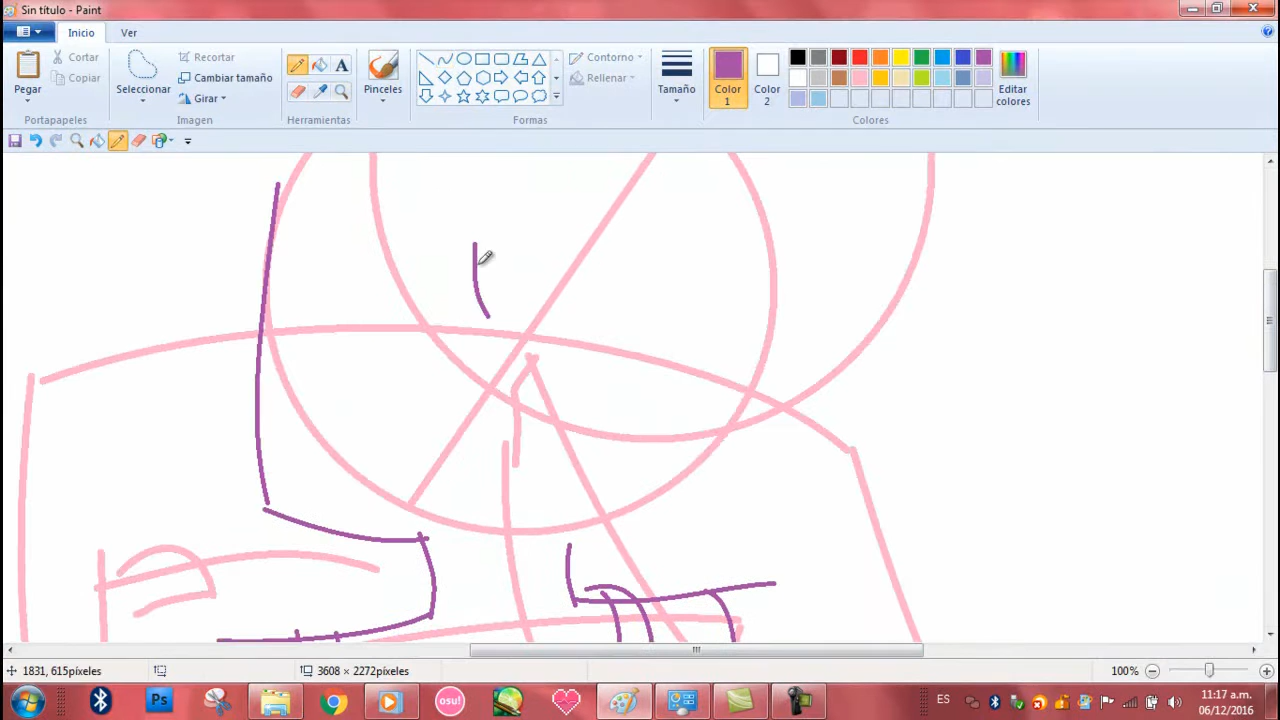 Sin título - Paint
Inicio
Ver
Pegar
Cortar
Copiar
Portapapeles
Seleccionar
Recortar
Cambiar tamaño
Girar
Imagen
A
Herramientas
Pinceles
Contorno
Rellenar
Formas
Tamaño
Color
1
Color
2
Editar
colores
Colores
1831, 615píxeles
3608 × 2272píxeles
100%
Ps
osu!
ES
11:17 a.m.
06/12/2016